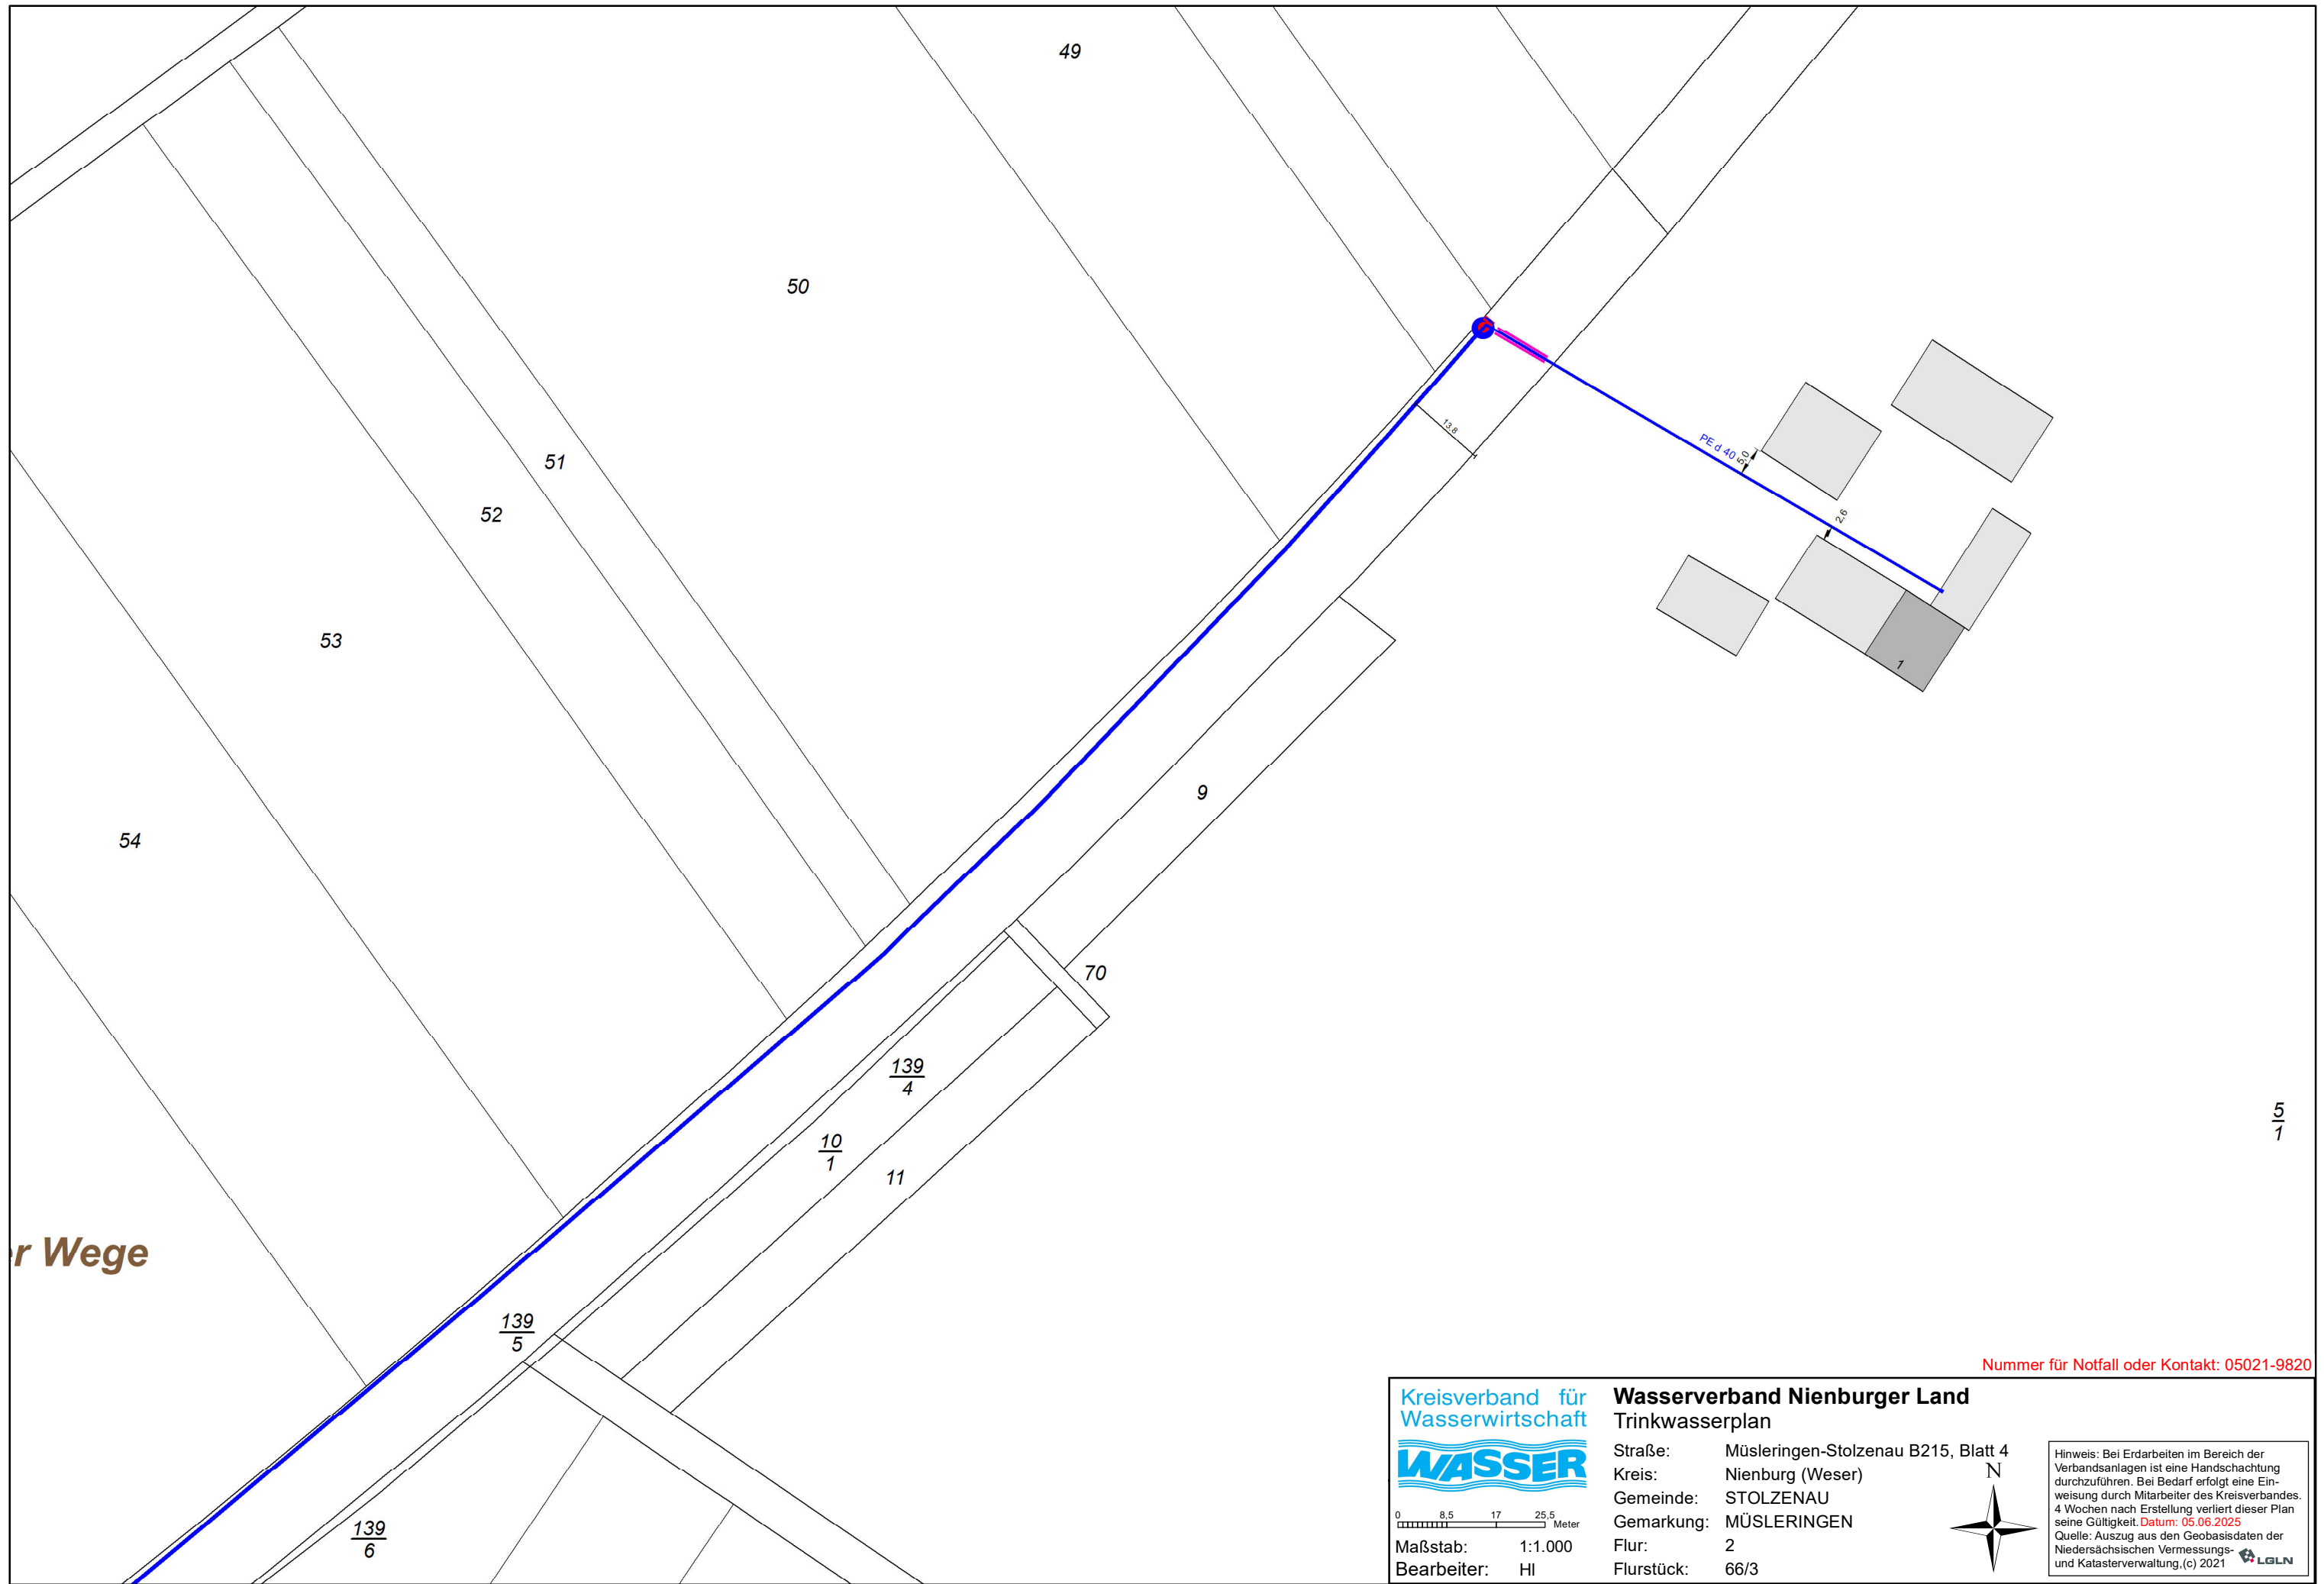 49
50
51
52
53
54
13,8
PE d 40
5,0
2,6
1
9
70
139
4
10
1
11
5
1
r Wege
139
5
139
6
Nummer für Notfall oder Kontakt: 05021-9820
Kreisverband für
Wasserwirtschaft
WASSER
0 8,5 17 25,5
Meter
Maßstab: 1:1.000
Bearbeiter: HI
Wasserverband Nienburger Land
Trinkwasserplan
Straße: Müsleringen-Stolzenau B215, Blatt 4
Kreis: Nienburg (Weser)
Gemeinde: STOLZENAU
Gemarkung: MÜSLERINGEN
Flur: 2
Flurstück: 66/3
N
Hinweis: Bei Erdarbeiten im Bereich der
Verbandsanlagen ist eine Handschachtung
durchzuführen. Bei Bedarf erfolgt eine Ein-
weisung durch Mitarbeiter des Kreisverbandes.
4 Wochen nach Erstellung verliert dieser Plan
seine Gültigkeit. Datum: 05.06.2025
Quelle: Auszug aus den Geobasisdaten der
Niedersächsischen Vermessungs-
und Katasterverwaltung,(c) 2021
LGLN